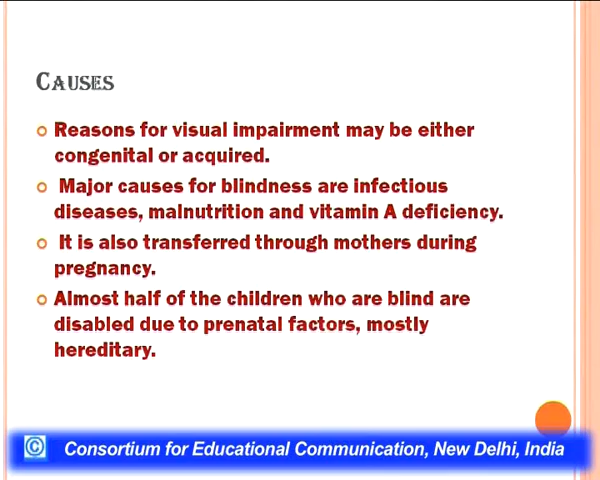 CAUSES
Reasons for visual impairment may be either
congenital or acquired.
Major causes for blindness are infectious
diseases, malnutrition and vitamin A deficiency.
It is also transferred through mothers during
pregnancy.
Almost half of the children who are blind are
disabled due to prenatal factors, mostly
hereditary.
© Consortium for Educational Communication, New Delhi, India